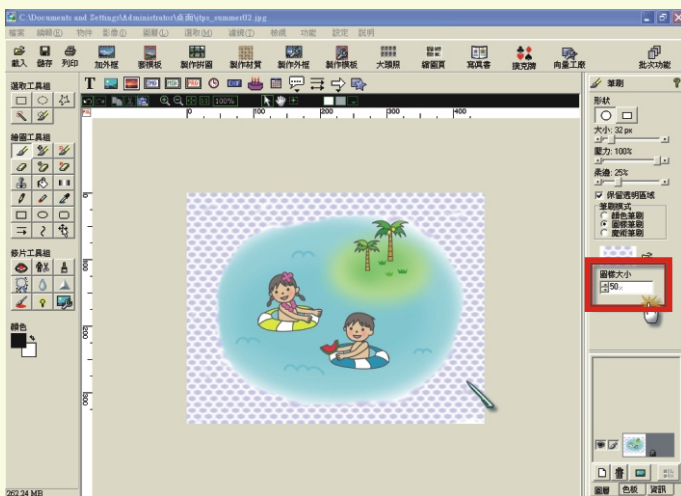 C:\Documents and Settings\Administrator\桌面\jtps_summer02.jpg
檔案 編輯(E) 物件 影像(I) 圖層(L) 選取(M) 濾鏡(T) 檢視 功能 設定 說明
載入 儲存 列印 加外框 套模板 製作拼圖 製作材質 製作外框 製作模板 大頭照 縮圖頁 寫真書 撲克牌 向量工廠 批次功能
選取工具組
100%
繪圖工具組
修片工具組
顏色
0 100 200 300 400
筆刷
形狀
大小: 32 px
壓力: 100%
柔邊: 25%
保留透明區域
筆刷模式
顏色筆刷
圖樣筆刷
魔術筆刷
圖樣大小
50
圖層 色板 資訊
262.24 MB